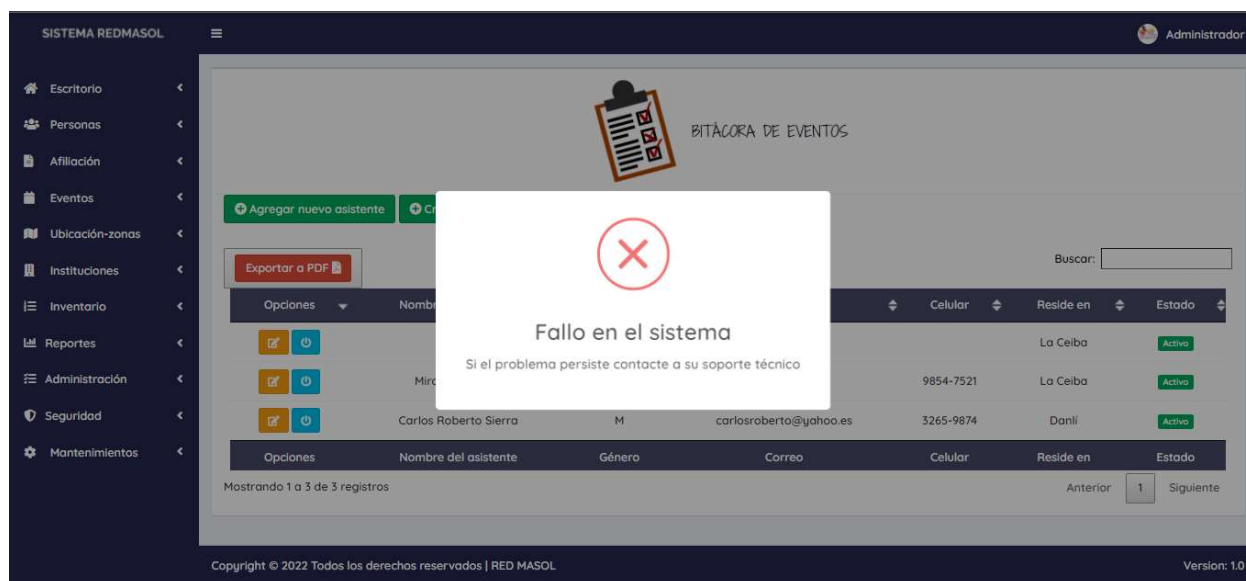 SISTEMA REDMASOL
Administrador
Escritorio
Personas
Afiliación
Eventos
Ubicación-zonas
Instituciones
Inventario
Reportes
Administración
Seguridad
Mantenimientos
BITÀCORA DE EVENTOS
Agregar nuevo asistente
Exportar a PDF
Buscar:
Opciones Celular Reside en Estado
La Ceiba Activo
9854-7521 La Ceiba Activo
Carlos Roberto Sierra M carlosroberto@yahoo.es 3265-9874 Danlí Activo
Opciones Nombre del asistente Género Correo Celular Reside en Estado
Mostrando 1 a 3 de 3 registros
Anterior 1 Siguiente
Fallo en el sistema
Si el problema persiste contacte a su soporte técnico
Copyright © 2022 Todos los derechos reservados | RED MASOL
Version: 1.0